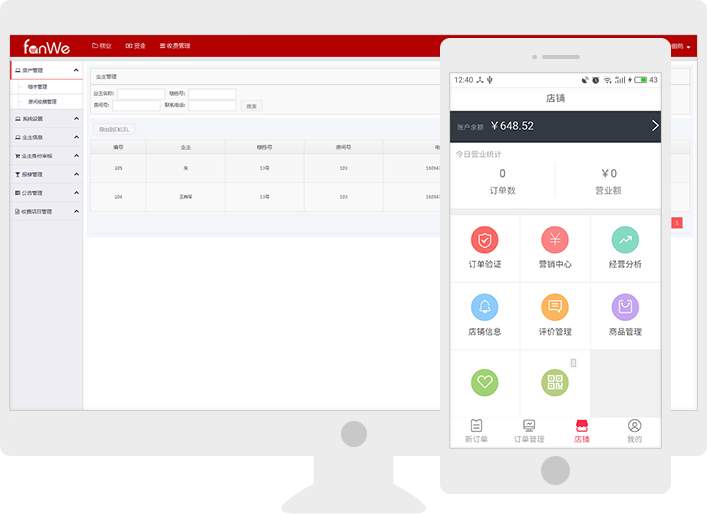 fanWe
物业
资金
收费管理
资产管理
楼宇管理
房间收费管理
系统设置
业主信息
业主身份审核
报修管理
公告管理
收费项目管理
业主管理
业主名称:
楼栋号:
房间号:
联系电话:
搜索
导出到EXCEL
编号
业主
楼栋号
房间号
电
205
朱
13号
103
204
13号
103
1
12:40
43
店铺
账户余额 ￥648.52
今日营业统计
0
￥0
订单数
营业额
订单验证
营销中心
经营分析
店铺信息
评价管理
商品管理
新订单
订单管理
店铺
我的